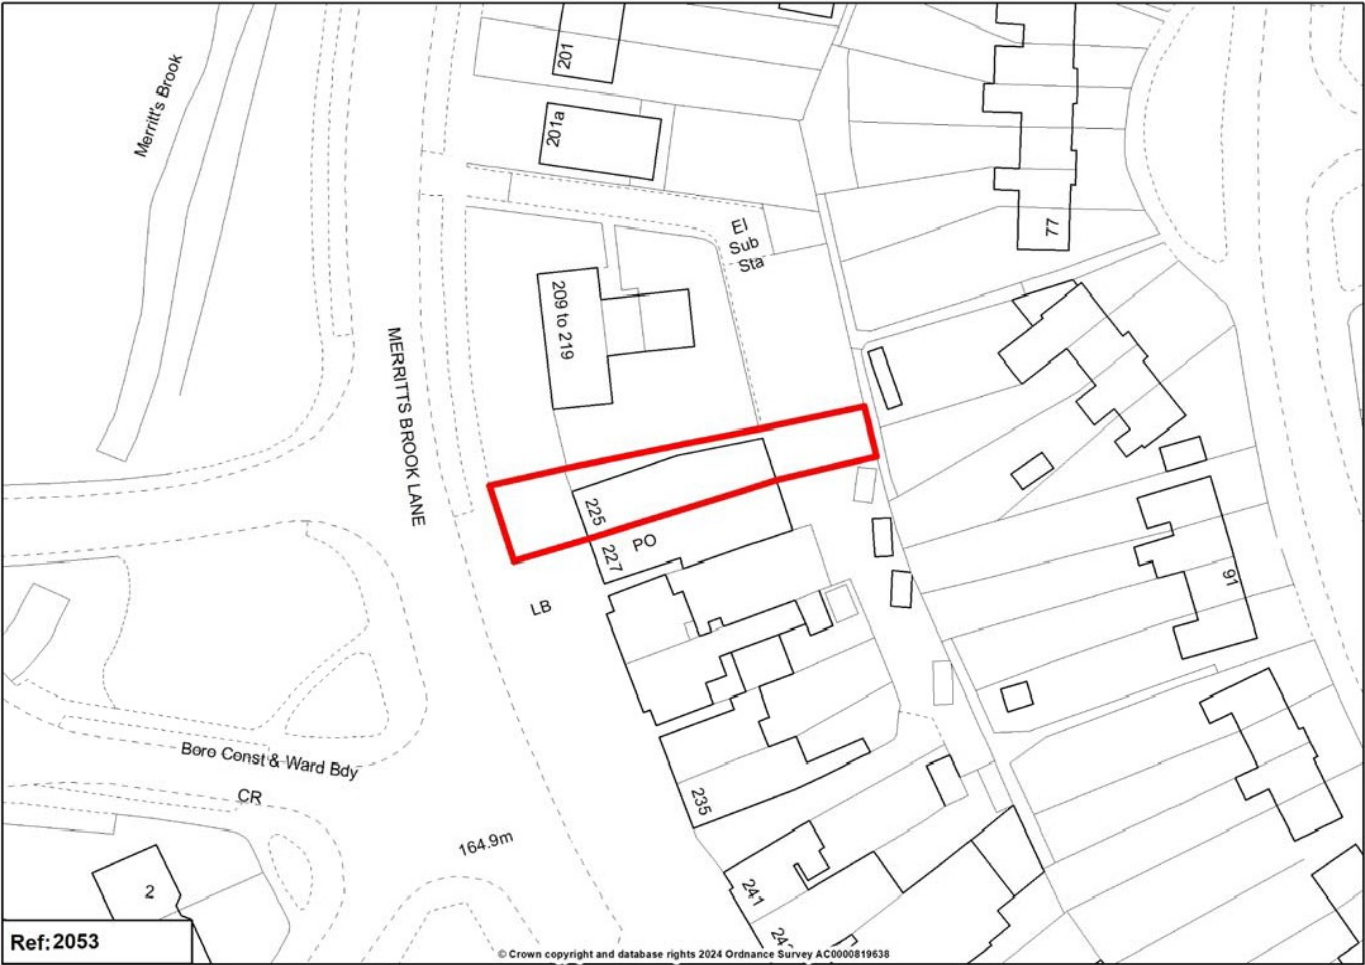 Merritt's Brook
201
201a
77
El
Sub
Sta
209 to 219
MERRITTS BROOK LANE
225
PO
227
LB
91
Boro Const & Ward Bdy
CR
235
164.9m
241
2
Ref:2053
© Crown copyright and database rights 2024 Ordnance Survey AC0000819638